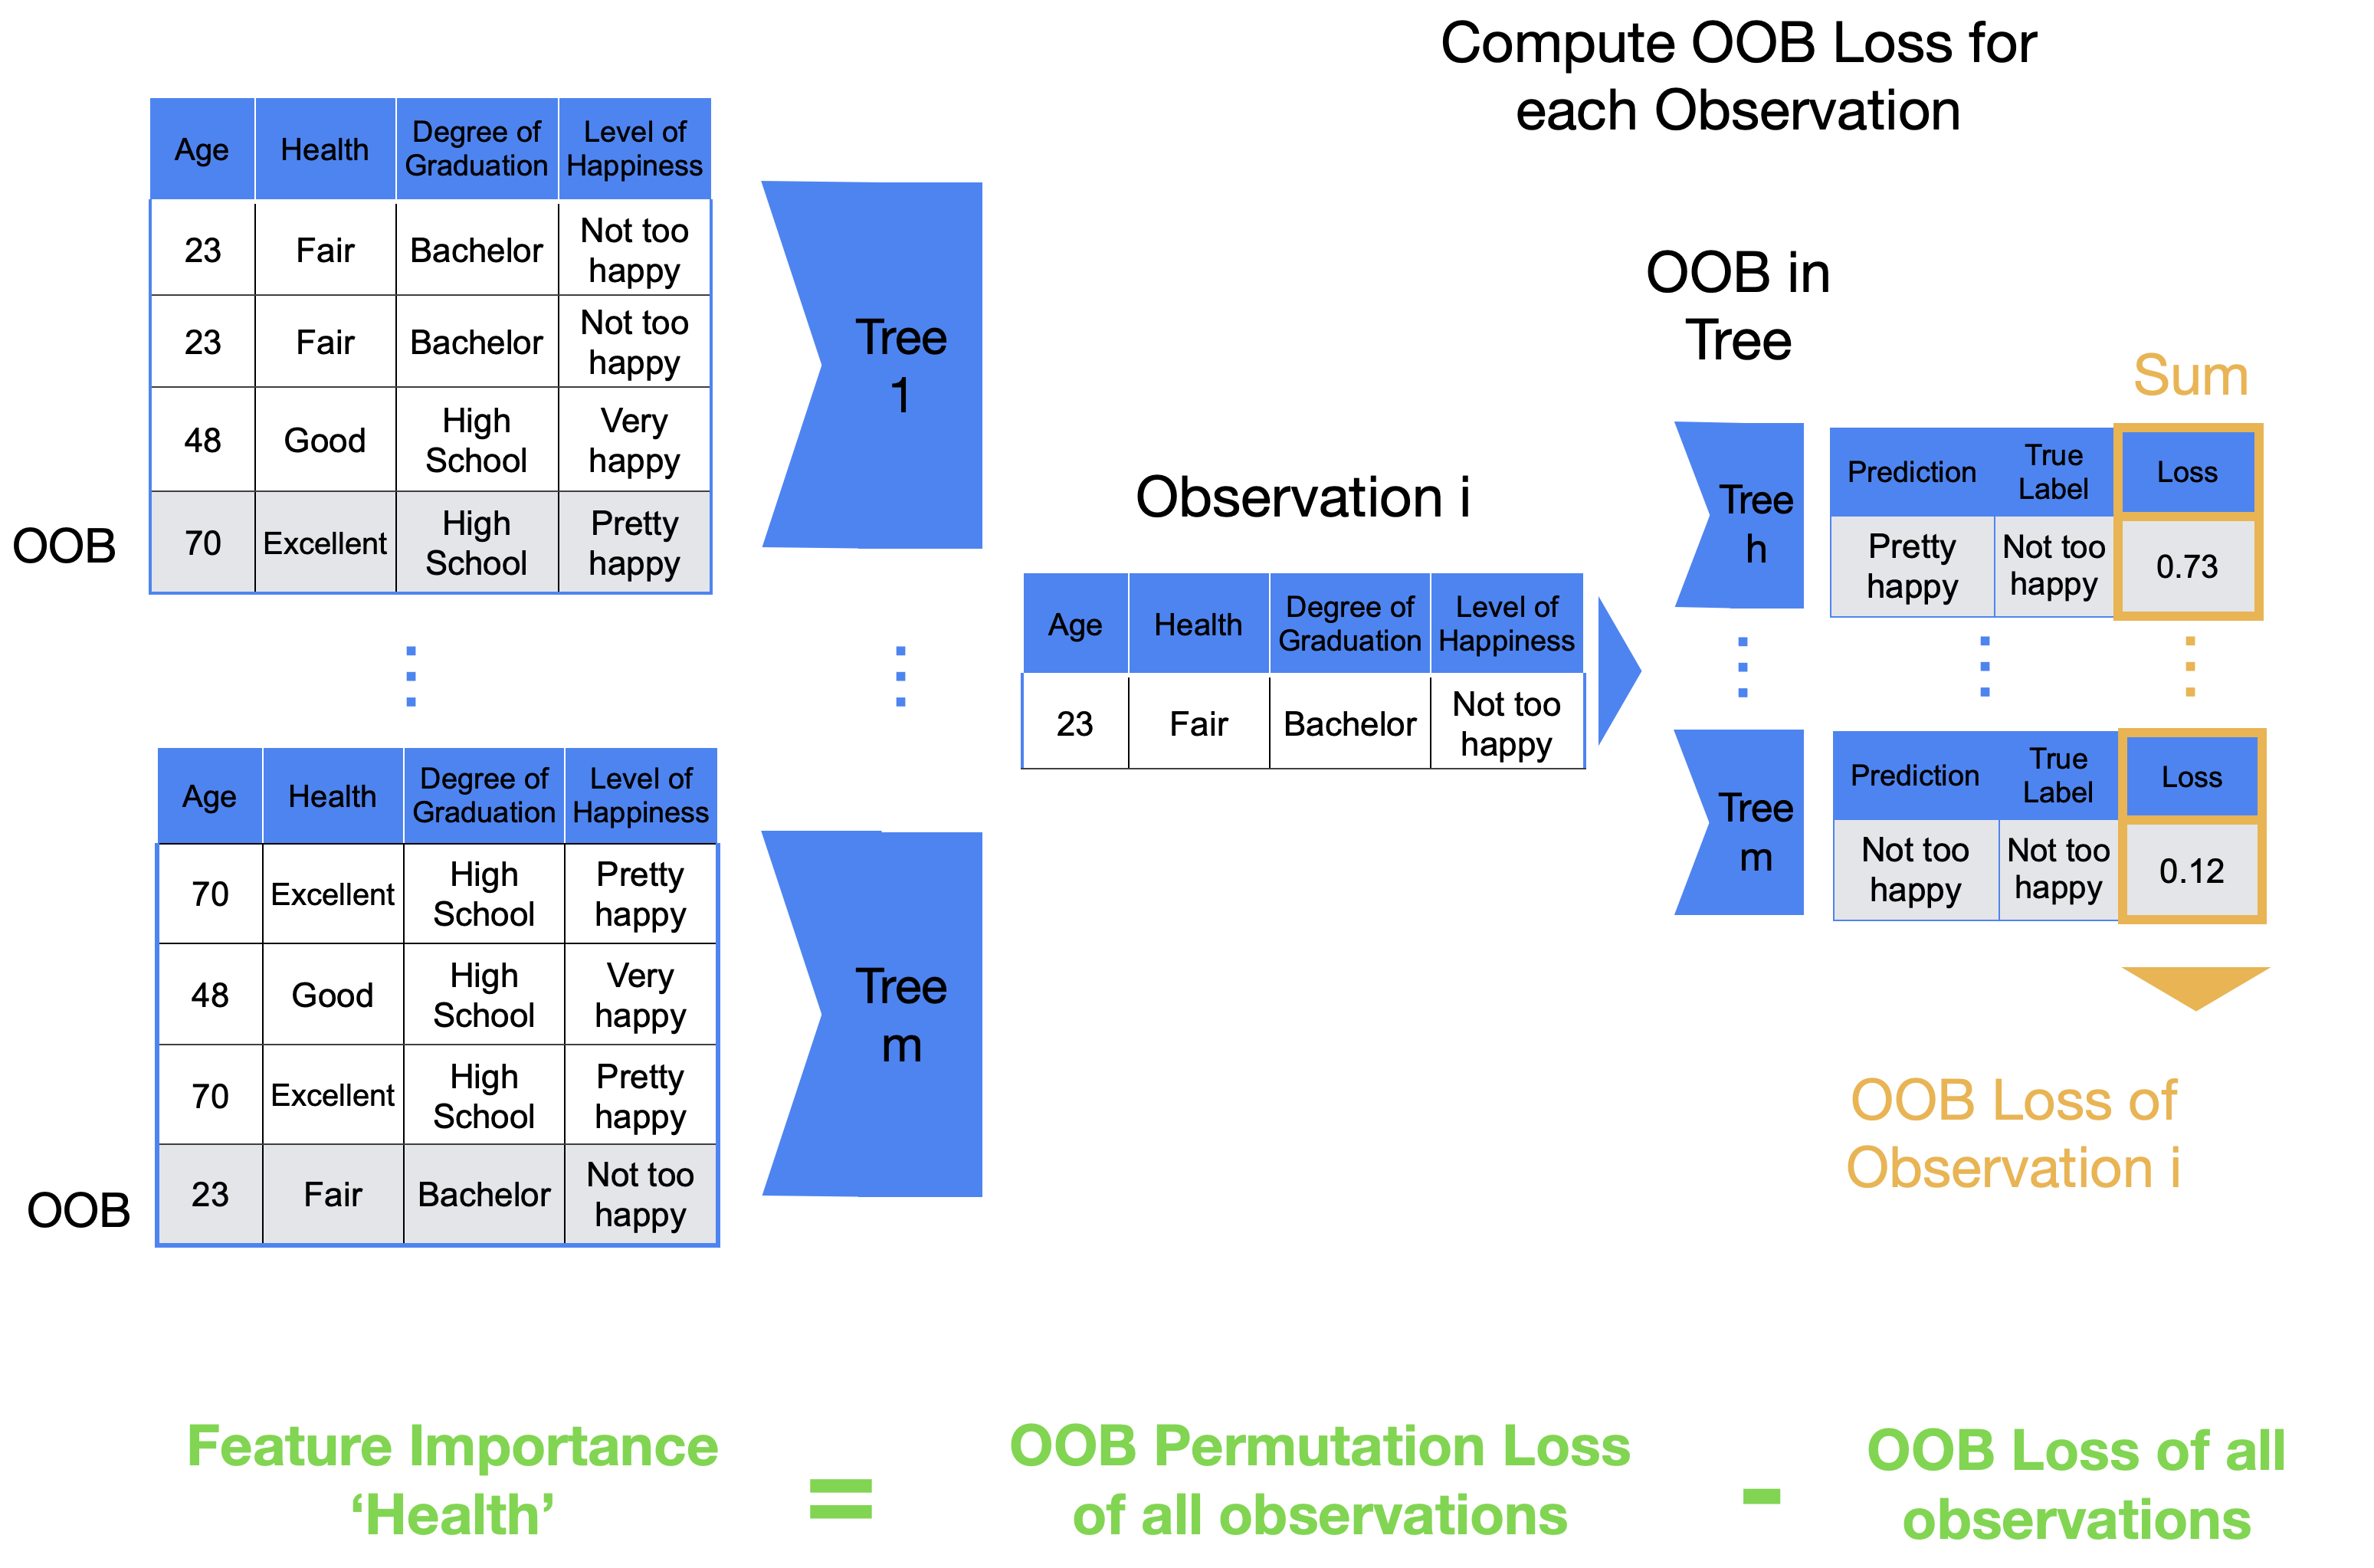 Compute OOB Loss for
each Observation
Age
Health
Degree of
Graduation
Level of
Happiness
23
Fair
Bachelor
Not too
happy
23
Fair
Bachelor
Not too
happy
48
Good
High
School
Very
happy
OOB
70
Excellent
High
School
Pretty
happy
Tree
1
Age
Health
Degree of
Graduation
Level of
Happiness
70
Excellent
High
School
Pretty
happy
48
Good
High
School
Very
happy
70
Excellent
High
School
Pretty
happy
OOB
23
Fair
Bachelor
Not too
happy
Tree
m
Observation i
Age
Health
Degree of
Graduation
Level of
Happiness
23
Fair
Bachelor
Not too
happy
OOB in
Tree
Sum
Tree
h
Prediction
True
Label
Loss
Pretty
happy
Not too
happy
0.73
Tree
m
Prediction
True
Label
Loss
Not too
happy
Not too
happy
0.12
OOB Loss of
Observation i
Feature Importance
‘Health’
=
OOB Permutation Loss
of all observations
-
OOB Loss of all
observations